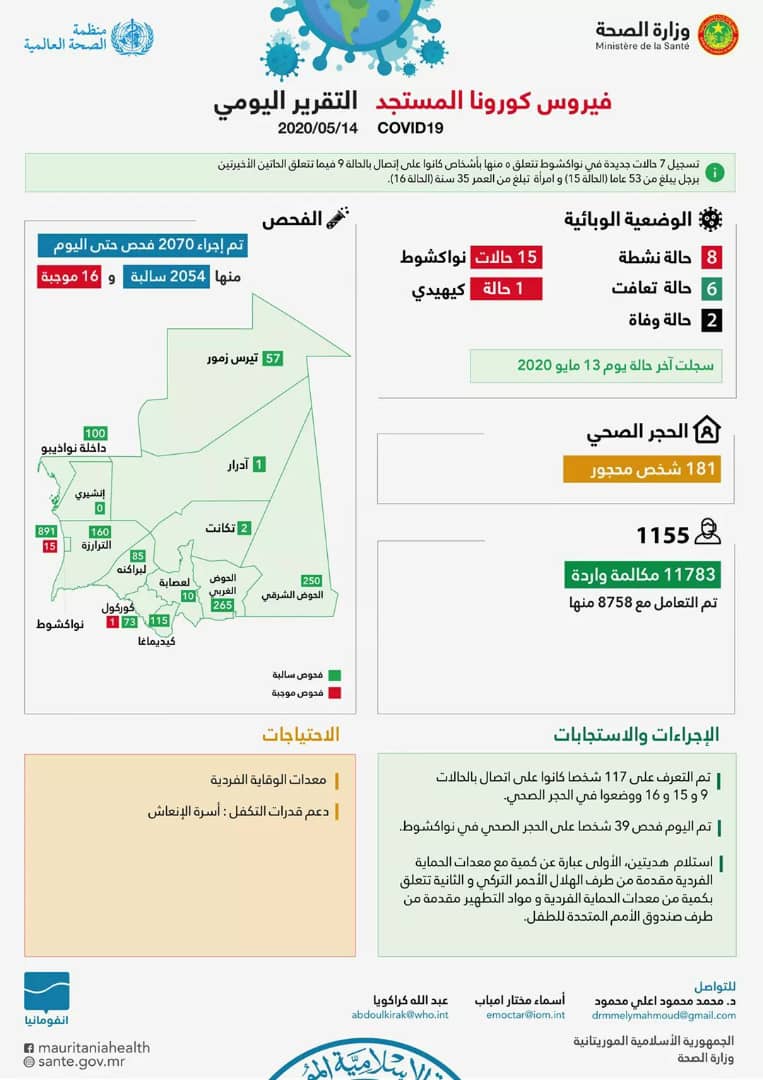 منظمة
الصحة العالمية
وزارة الصحة
Ministère de la Santé
فيروس كورونا المستجد التقرير اليومي
COVID19 2020/05/14
تسجيل 7 حالات جديدة في نواكشوط تتعلق ٥ منها بأشخاص كانوا على إتصال بالحالة 9 فيما تتعلق الحاتين الأخيرتين
برجل يبلغ من 53 عاما (الحالة 15) و امرأة تبلغ من العمر 35 سنة (الحالة 16).
الوضعية الوبائية
8 حالة نشطة
15 حالات نواكشوط
6 حالة تعافت
1 حالة كيهيدي
2 حالة وفاة
سجلت آخر حالة يوم 13 مايو 2020
الحجر الصحي
181 شخص محجور
1155
11783 مكالمة واردة
تم التعامل مع 8758 منها
الفحص
تم إجراء 2070 فحص حتى اليوم
منها 2054 سالبة و 16 موجبة
57 تيرس زمور
100
داخلة نواذيبو
1 آدرار
إنشيري
0
2 تكانت
891
15
نواكشوط
160
الترارزة
85
لبراكنه
لعصابة
10
الحوض
الغربي
265
250
الحوض الشرقي
كوركول
1 73
115
كيديماغا
فحوص سالبة
فحوص موجبة
الإجراءات والاستجابات
تم التعرف على 117 شخصا كانوا على اتصال بالحالات
9 و 15 و 16 ووضعوا في الحجر الصحي.
تم اليوم فحص 39 شخصا على الحجر الصحي في نواكشوط.
استلام هديتين، الأولى عبارة عن كمية مع معدات الحماية
الفردية مقدمة من طرف الهلال الأحمر التركي و الثانية تتعلق
بكمية من معدات الحماية الفردية و مواد التطهير مقدمة من
طرف صندوق الأمم المتحدة للطفل.
الاحتياجات
معدات الوقاية الفردية
دعم قدرات التكفل : أسرة الإنعاش
للتواصل
د. محمد محمود اعلي محمود
drmmelymahmoud@gmail.com
أسماء مختار امباب
emoctar@iom.int
عبد الله كراكويا
abdoulkirak@who.int
انفومانيا
الجمهورية الأسلامية الموريتانية
وزارة الصحة
mauritaniahealth
sante.gov.mr